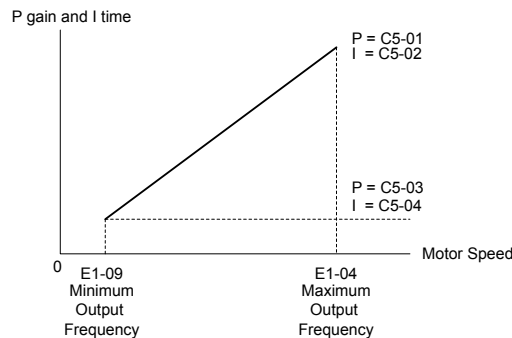 P gain and I time
P = C5-01
I = C5-02
P = C5-03
I = C5-04
Motor Speed
0
E1-09
Minimum
Output
Frequency
E1-04
Maximum
Output
Frequency